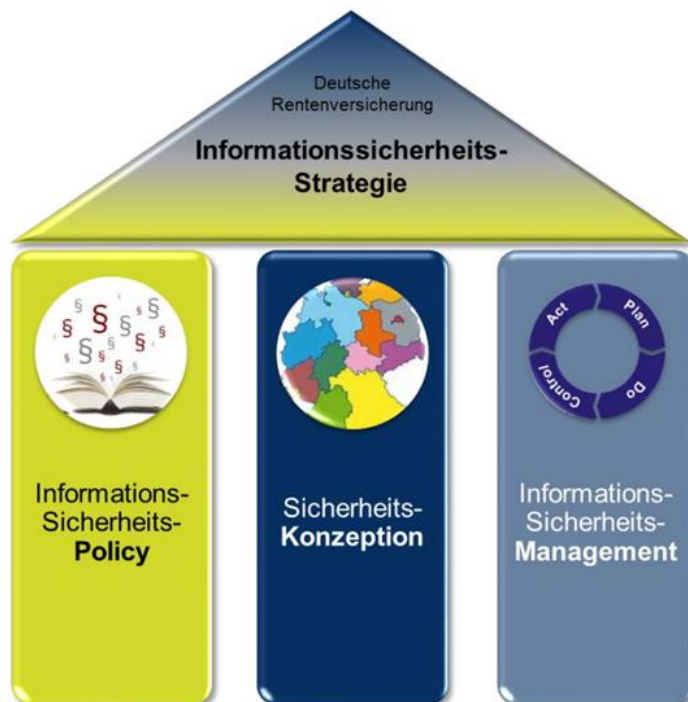 Deutsche
Rentenversicherung
Informationssicherheits-
Strategie
§ § § § § § § § § § § § §
Informations-
Sicherheits-
Policy
Sicherheits-
Konzeption
Act
Plan
Control
Do
Informations-
Sicherheits-
Management